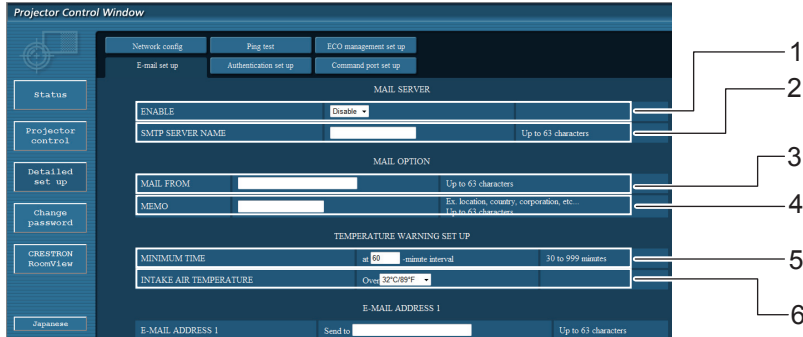 Projector Control Window
Network config Ping test ECO management set up
E-mail set up Authentication set up Command port set up
Status
Projector control
Detailed set up
Change password
CRESTRON RoomView
Japanese
MAIL SERVER
ENABLE Disable 1
SMTP SERVER NAME Up to 63 characters 2
MAIL OPTION
MAIL FROM Up to 63 characters 3
MEMO Ex. location, country, corporation, etc... Up to 63 characters 4
TEMPERATURE WARNING SET UP
MINIMUM TIME at 60 -minute interval 30 to 999 minutes 5
INTAKE AIR TEMPERATURE Over 32°C/89°F 6
E-MAIL ADDRESS 1
E-MAIL ADDRESS 1 Send to Up to 63 characters